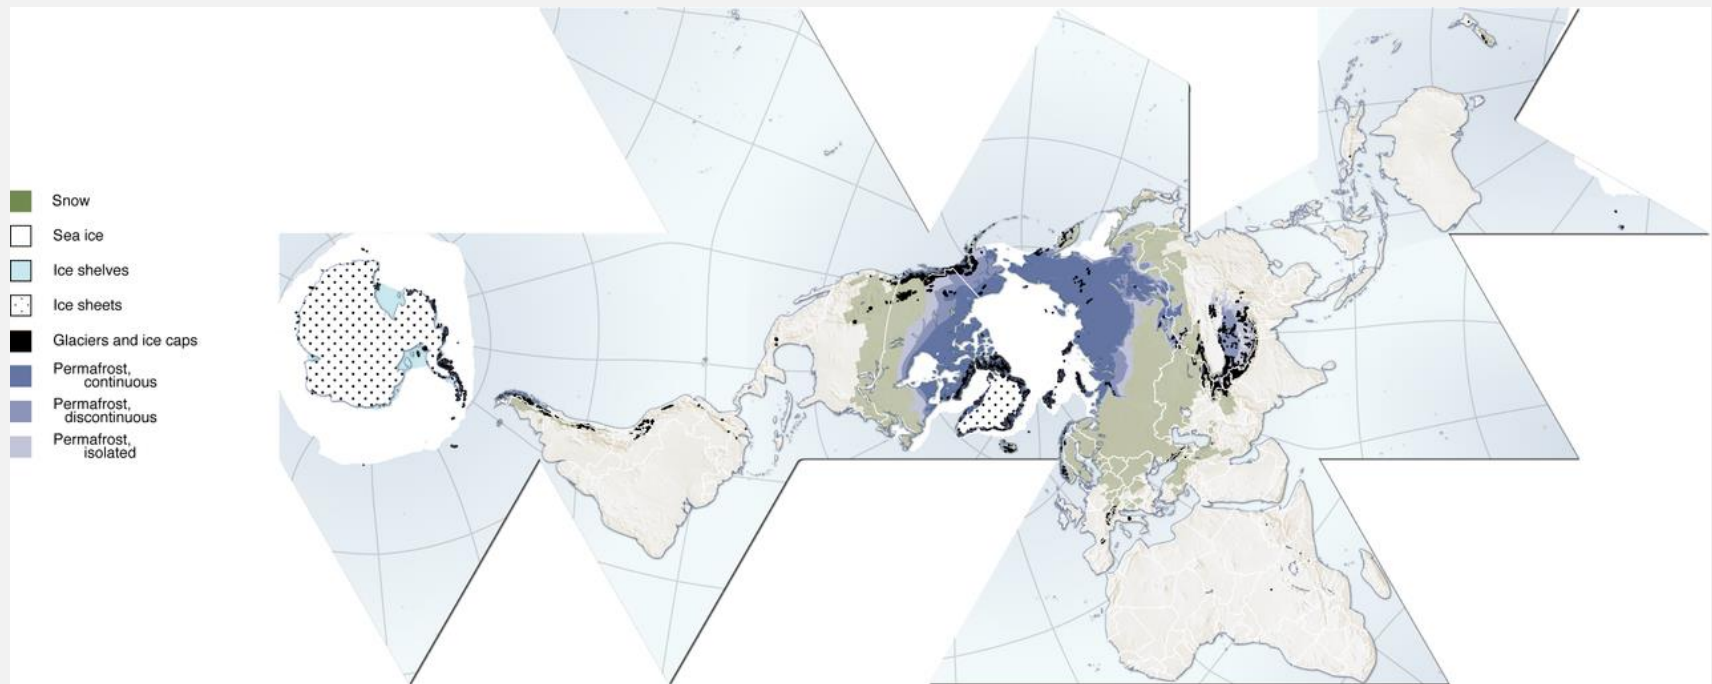 Snow
Sea ice
Ice shelves
Ice sheets
Glaciers and ice caps
Permafrost,
continuous
Permafrost,
discontinuous
Permafrost,
isolated